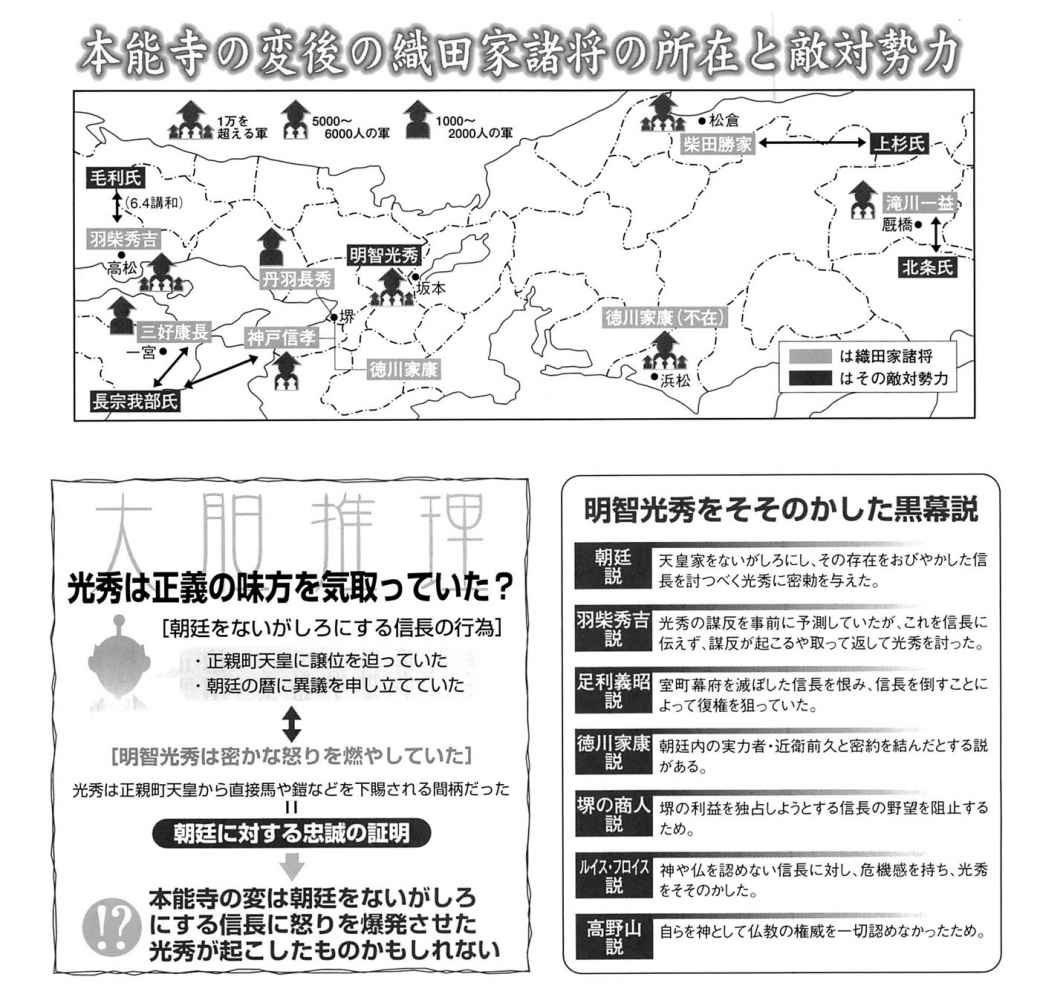 本能寺の変後の織田家諸将の所在と敵対勢力
1万を
超える軍
5000～
6000人の軍
1000～
2000人の軍
松倉
柴田勝家
上杉氏
毛利氏
(6.4講和)
滝川一益
厩橋
羽柴秀吉
高松
明智光秀
坂本
北条氏
丹羽長秀
堺
徳川家康(不在)
浜松
三好康長
一宮
神戸信孝
徳川家康
長宗我部氏
は織田家諸将
はその敵対勢力
大胆推理
光秀は正義の味方を気取っていた？
［朝廷をないがしろにする信長の行為］
・正親町天皇に譲位を迫っていた
・朝廷の暦に異議を申し立てていた
［明智光秀は密かな怒りを燃やしていた］
光秀は正親町天皇から直接馬や鎧などを下賜される間柄だった
＝
朝廷に対する忠誠の証明
!?
本能寺の変は朝廷をないがしろ
にする信長に怒りを爆発させた
光秀が起こしたものかもしれない
明智光秀をそそのかした黒幕説
朝廷
説
天皇家をないがしろにし、その存在をおびやかした信
長を討つべく光秀に密勅を与えた。
羽柴秀吉
説
光秀の謀反を事前に予測していたが、これを信長に
伝えず、謀反が起こるや取って返して光秀を討った。
足利義昭
説
室町幕府を滅ぼした信長を恨み、信長を倒すことに
よって復権を狙っていた。
徳川家康
説
朝廷内の実力者・近衛前久と密約を結んだとする説
がある。
堺の商人
説
堺の利益を独占しようとする信長の野望を阻止する
ため。
ルイス・フロイス
説
神や仏を認めない信長に対し、危機感を持ち、光秀
をそそのかした。
高野山
説
自らを神として仏教の権威を一切認めなかったため。